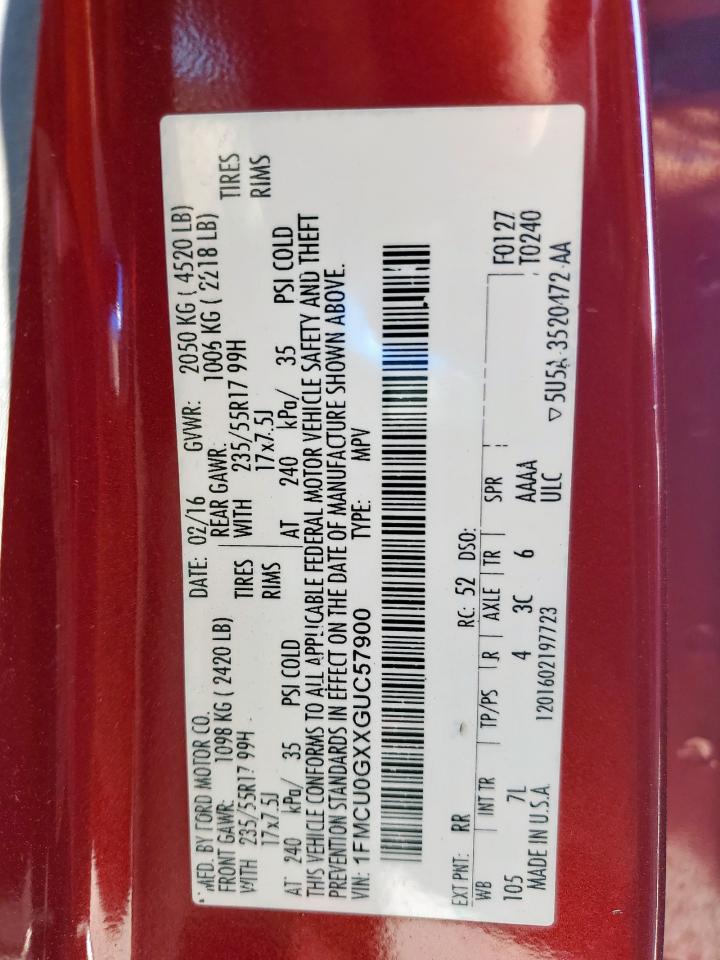 MFD. BY FORD MOTOR CO.
DATE: 02/16 GVWR: 2050 KG ( 4520 LB)
FRONT GAWR: 1098 KG ( 2420 LB) REAR GAWR: 1006 KG ( 2218 LB)
WITH 235/55R17 99H TIRES WITH 235/55R17 99H TIRES
17x7.5J RIMS 17x7.5J RIMS
AT 240 kPa/ 35 PSI COLD AT 240 kPa/ 35 PSI COLD
THIS VEHICLE CONFORMS TO ALL APPLICABLE FEDERAL MOTOR VEHICLE SAFETY AND THEFT
PREVENTION STANDARDS IN EFFECT ON THE DATE OF MANUFACTURE SHOWN ABOVE.
VIN: 1FMCU0GXXGUC57900 TYPE: MPV
EXT PNT: RR RC: 52 DSO: F0127
WB INT TR TP/PS R AXLE TR SPR T0240
105 7L 4 3C 6 AAAA
MADE IN U.S.A. 1201602197723 ULC ▽5U5A-3520472-AA